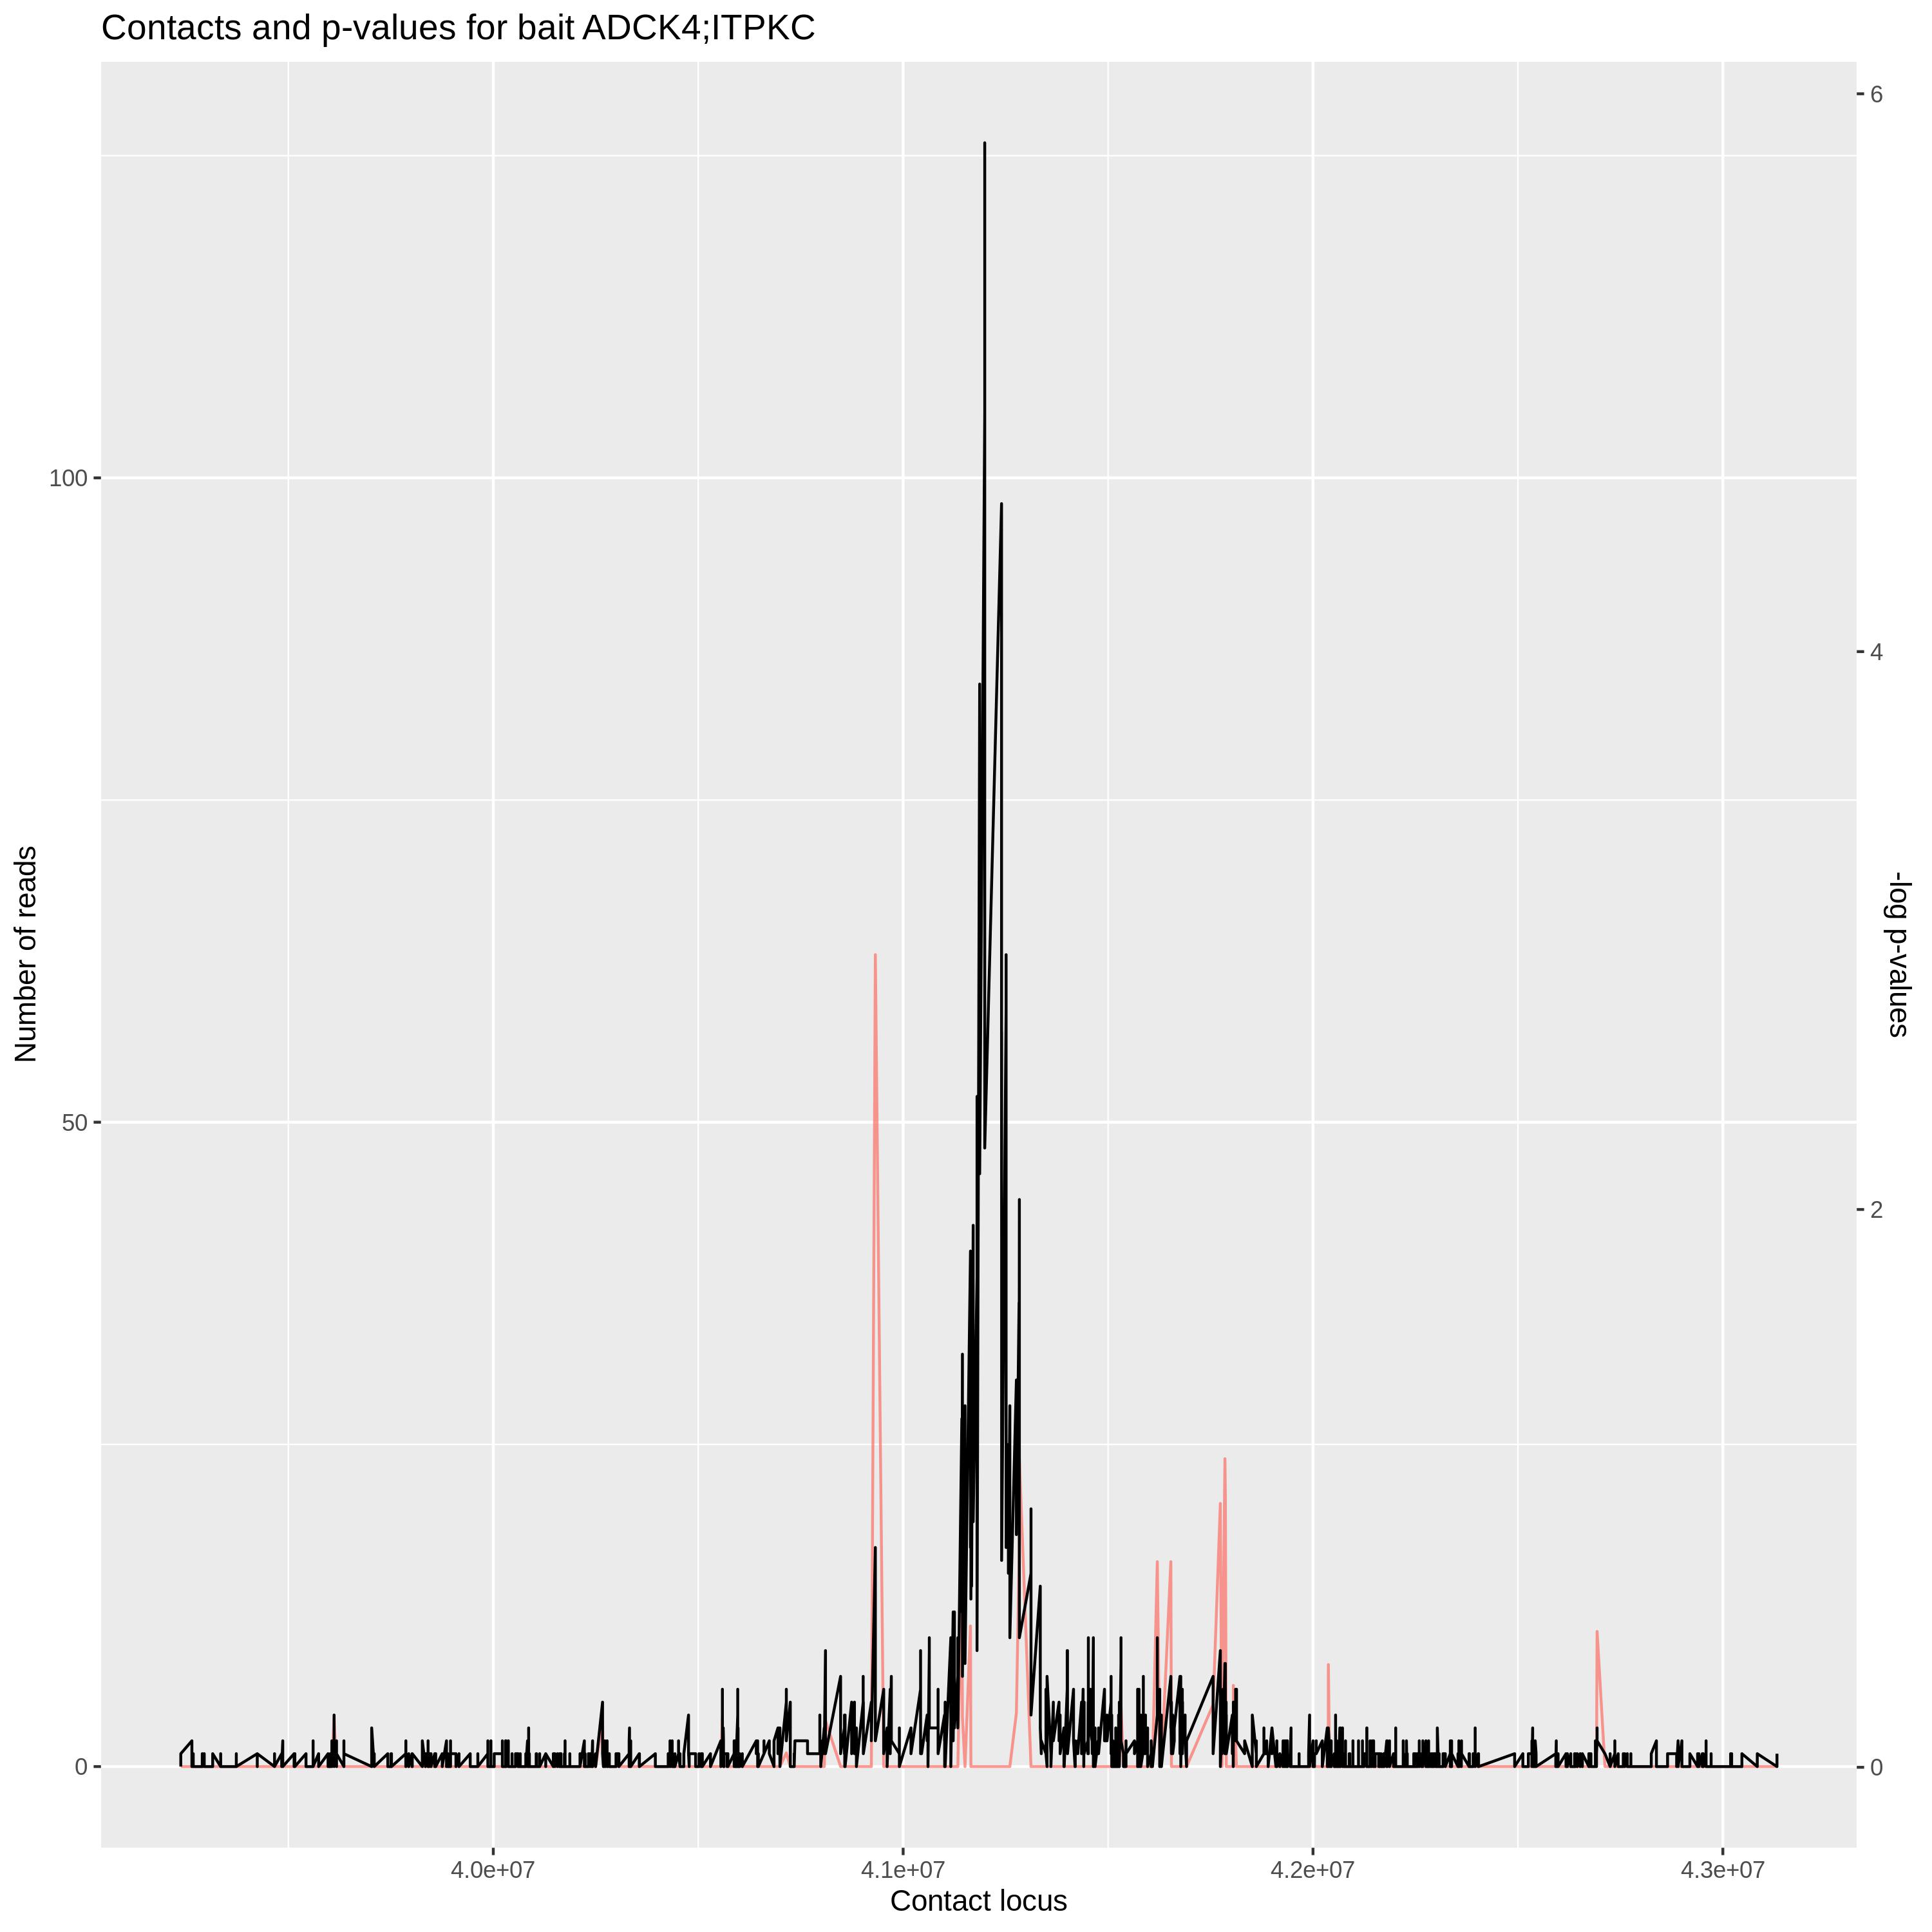 Contacts and p-values for bait ADCK4;ITPKC
Number of reads
100
50
0
6
4
2
0
-log p-values
4.0e+07
4.1e+07
4.2e+07
4.3e+07
Contact locus